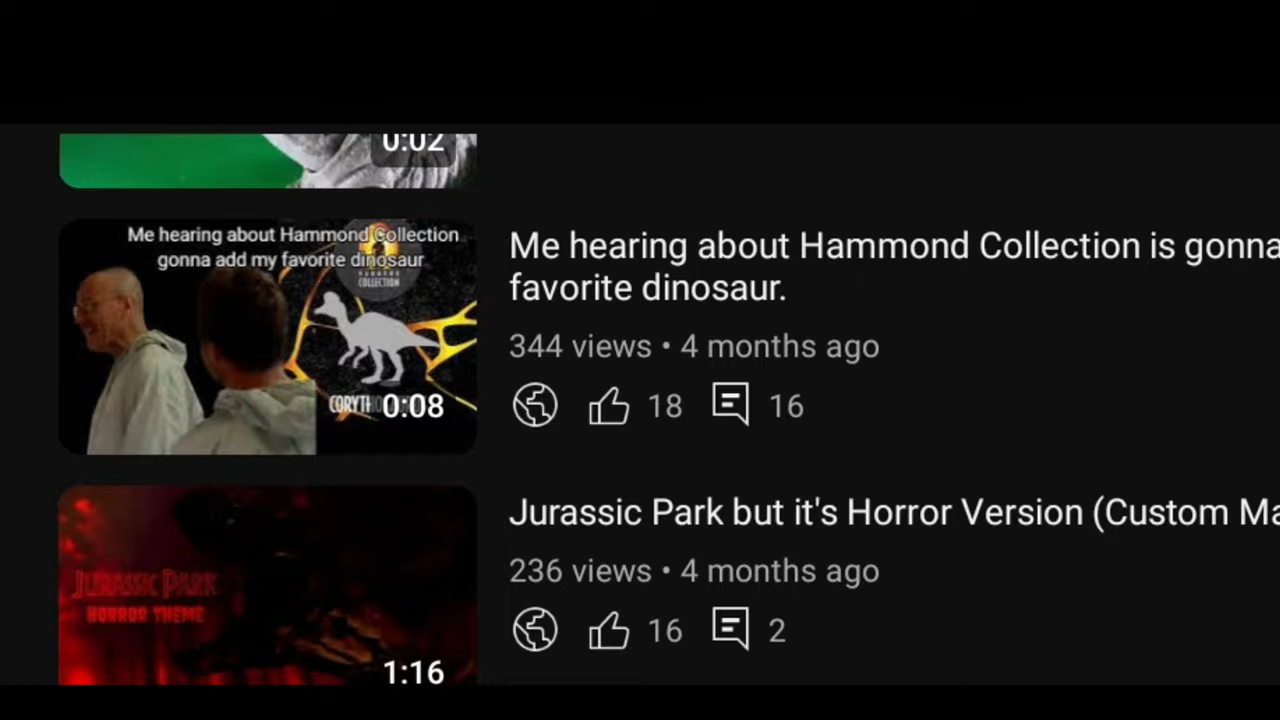 0:02
Me hearing about Hammond Collection
gonna add my favorite dinosaur
COLLECTION
CORYTH
0:08
Me hearing about Hammond Collection is gonna
favorite dinosaur.
344 views • 4 months ago
18 16
JURASSIC PARK
HORROR THEME
1:16
Jurassic Park but it's Horror Version (Custom Ma
236 views • 4 months ago
16 2